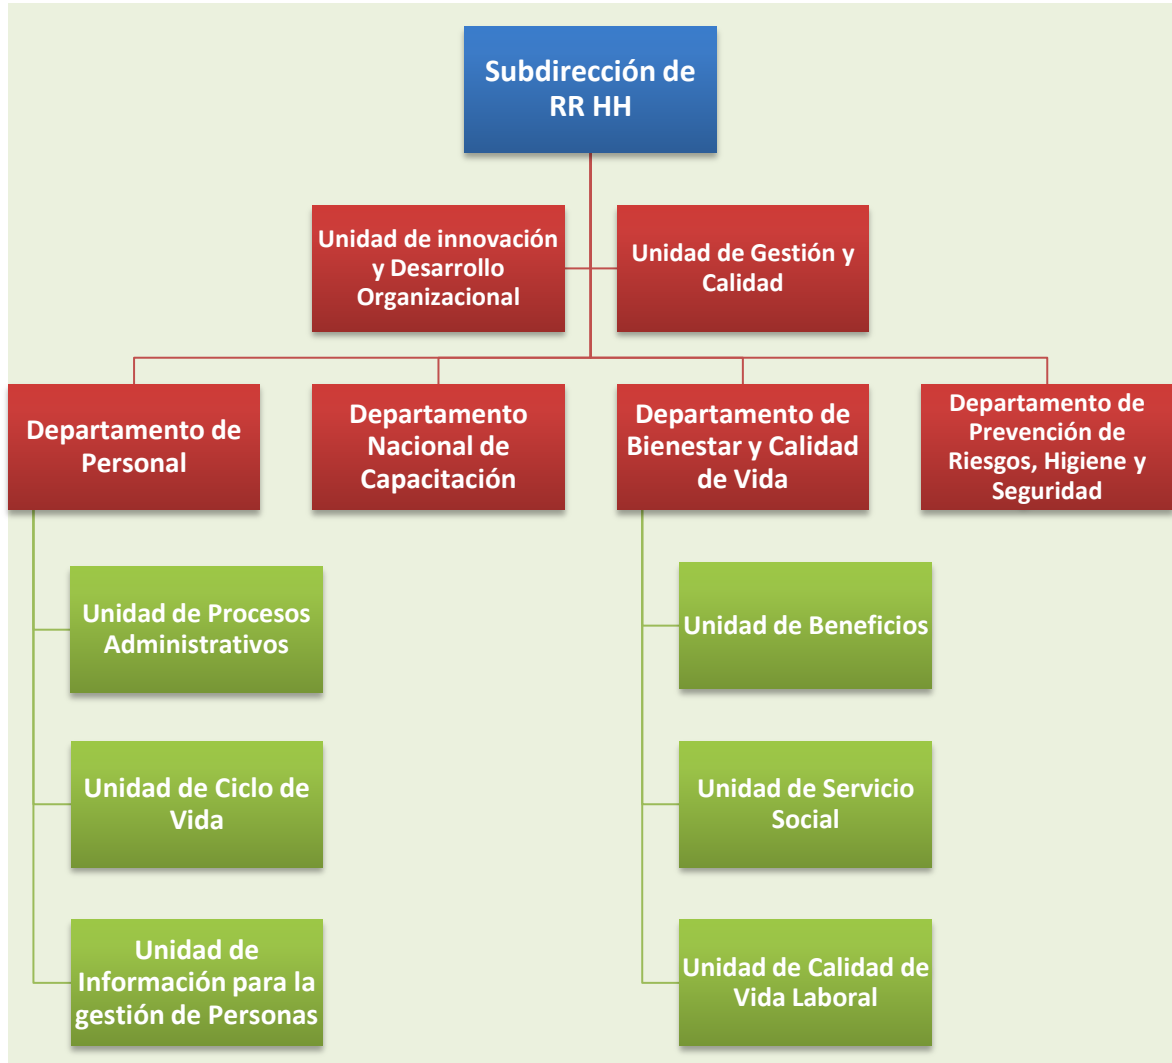 Subdirección de
RR HH
Unidad de innovación
y Desarrollo
Organizacional
Unidad de Gestión y
Calidad
Departamento de
Personal
Departamento
Nacional de
Capacitación
Departamento de
Bienestar y Calidad
de Vida
Departamento de
Prevención de
Riesgos, Higiene y
Seguridad
Unidad de Procesos
Administrativos
Unidad de Ciclo de
Vida
Unidad de
Información para la
gestión de Personas
Unidad de Beneficios
Unidad de Servicio
Social
Unidad de Calidad de
Vida Laboral